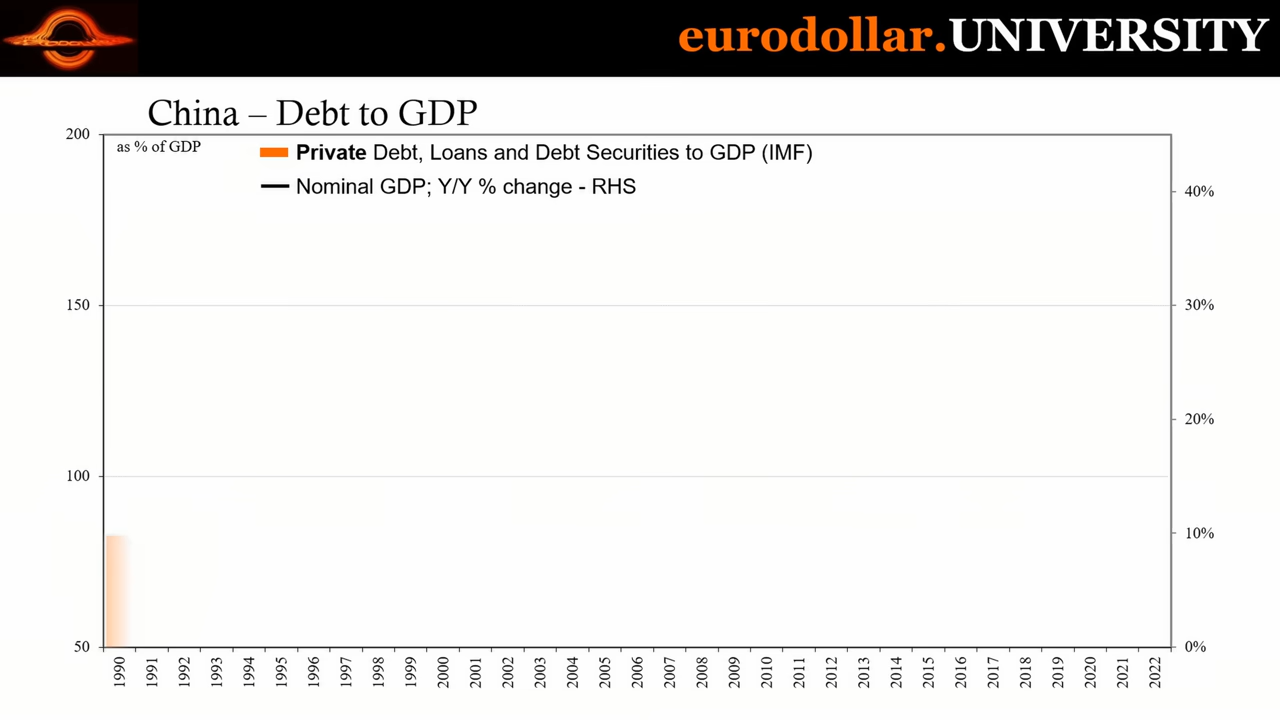 eurodollar.UNIVERSITY
China – Debt to GDP
as % of GDP
Private Debt, Loans and Debt Securities to GDP (IMF)
Nominal GDP; Y/Y % change - RHS
200
150
100
50
40%
30%
20%
10%
0%
1990 1991 1992 1993 1994 1995 1996 1997 1998 1999 2000 2001 2002 2003 2004 2005 2006 2007 2008 2009 2010 2011 2012 2013 2014 2015 2016 2017 2018 2019 2020 2021 2022